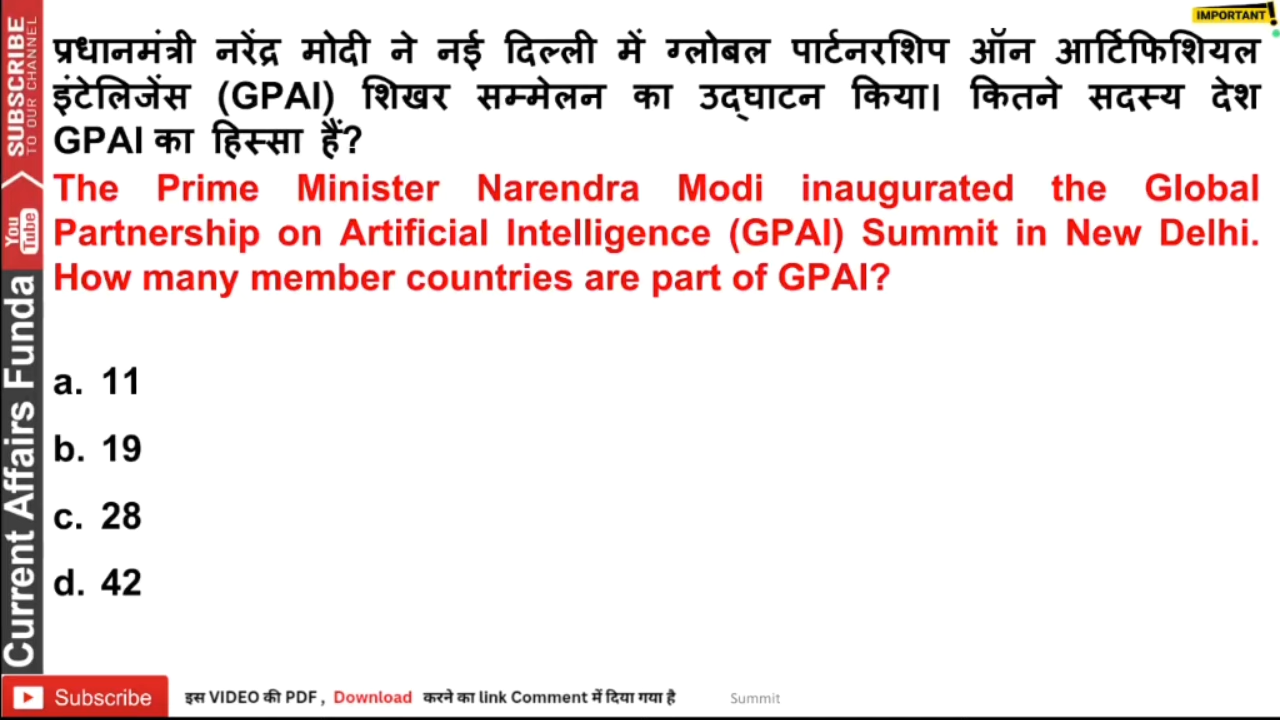 IMPORTANT!
प्रधानमंत्री नरेंद्र मोदी ने नई दिल्ली में ग्लोबल पार्टनरशिप ऑन आर्टिफिशियल
इंटेलिजेंस (GPAI) शिखर सम्मेलन का उद्घाटन किया। कितने सदस्य देश
GPAI का हिस्सा हैं?
The Prime Minister Narendra Modi inaugurated the Global
Partnership on Artificial Intelligence (GPAI) Summit in New Delhi.
How many member countries are part of GPAI?
a. 11
b. 19
c. 28
d. 42
SUBSCRIBE
TO OUR CHANNEL
You
Tube
Current Affairs Funda
Subscribe
इस VIDEO की PDF , Download करने का link Comment में दिया गया है
Summit